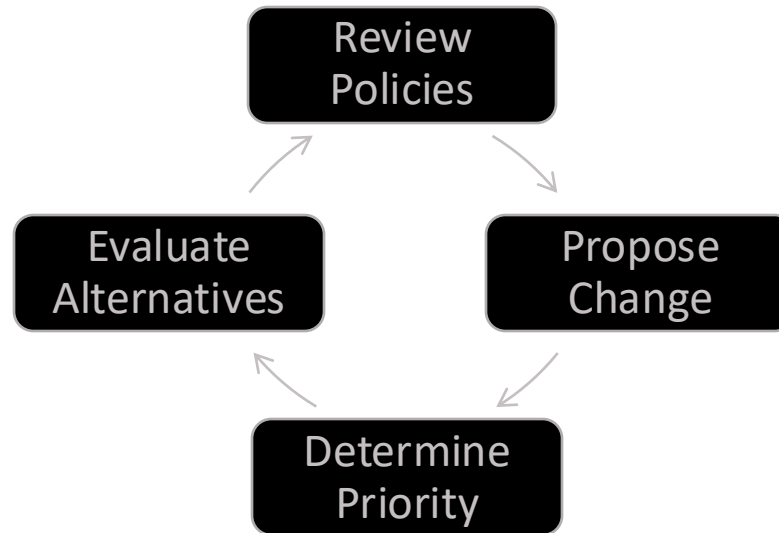 Review
Policies
Propose
Change
Determine
Priority
Evaluate
Alternatives